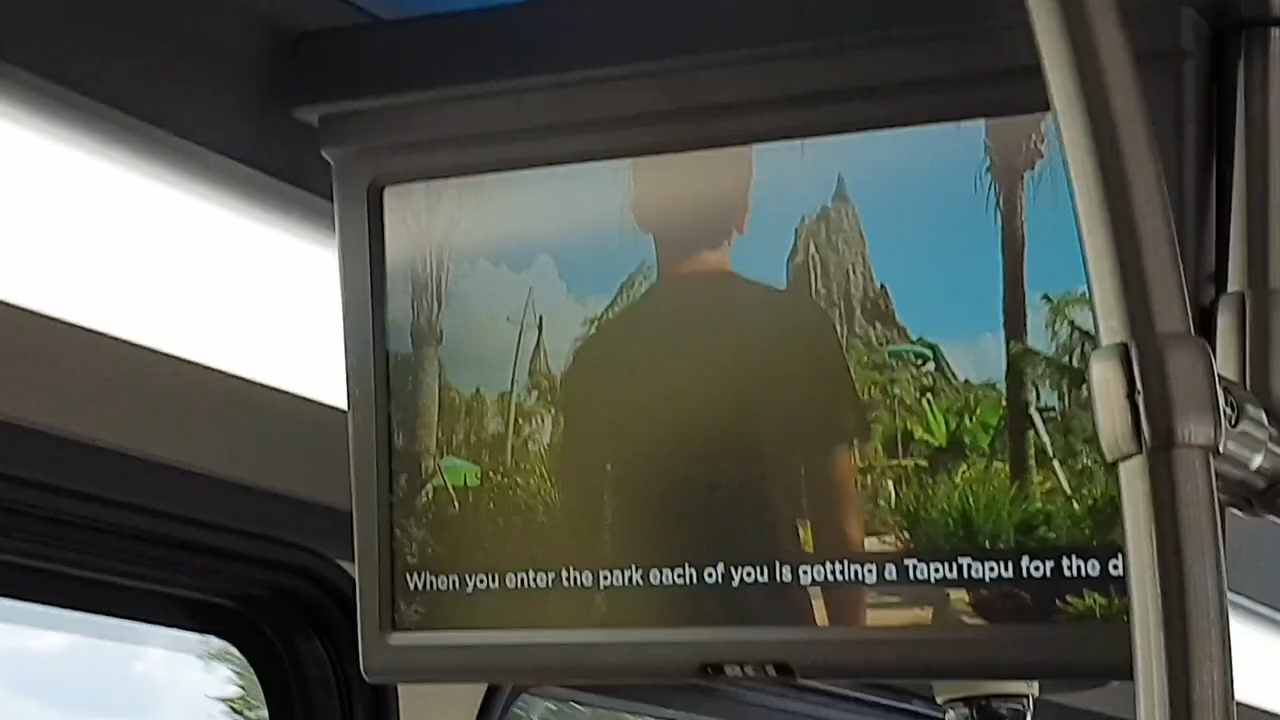 When you enter the park each of you is getting a TapuTapu for the d